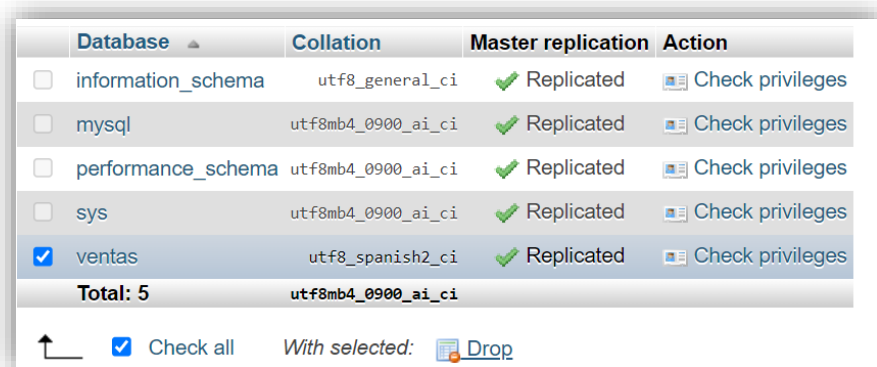 Database Collation Master replication Action
information_schema utf8_general_ci Replicated Check privileges
mysql utf8mb4_0900_ai_ci Replicated Check privileges
performance_schema utf8mb4_0900_ai_ci Replicated Check privileges
sys utf8mb4_0900_ai_ci Replicated Check privileges
ventas utf8_spanish2_ci Replicated Check privileges
Total: 5 utf8mb4_0900_ai_ci
Check all With selected: Drop